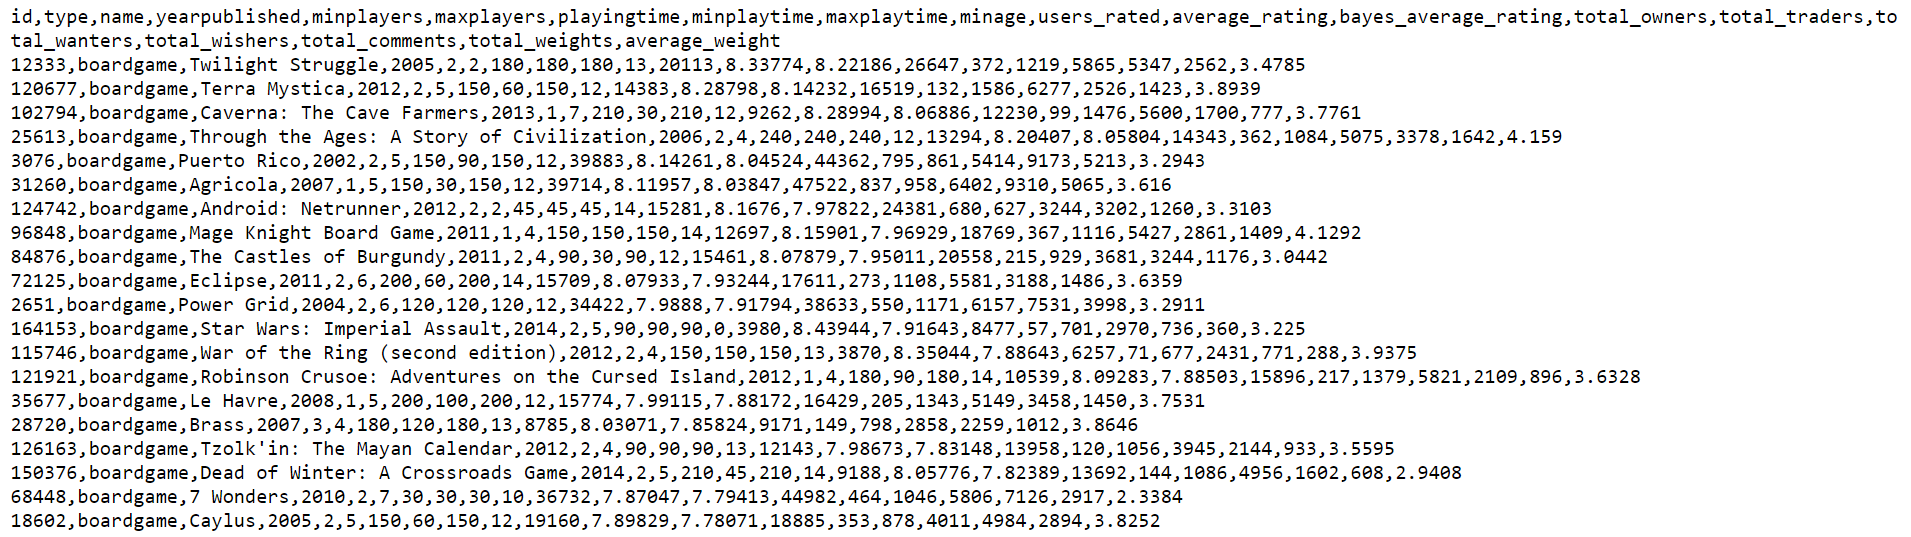 id,type,name,yearpublished,minplayers,maxplayers,playingtime,minplaytime,maxplaytime,minage,users_rated,average_rating,bayes_average_rating,total_owners,total_traders,to
tal_wanters,total_wishers,total_comments,total_weights,average_weight
12333,boardgame,Twilight Struggle,2005,2,2,180,180,180,13,20113,8.33774,8.22186,26647,372,1219,5865,5347,2562,3.4785
120677,boardgame,Terra Mystica,2012,2,5,150,60,150,12,14383,8.28798,8.14232,16519,132,1586,6277,2526,1423,3.8939
102794,boardgame,Caverna: The Cave Farmers,2013,1,7,210,30,210,12,9262,8.28994,8.06886,12230,99,1476,5600,1700,777,3.7761
25613,boardgame,Through the Ages: A Story of Civilization,2006,2,4,240,240,240,12,13294,8.20407,8.05804,14343,362,1084,5075,3378,1642,4.159
3076,boardgame,Puerto Rico,2002,2,5,150,90,150,12,39883,8.14261,8.04524,44362,795,861,5414,9173,5213,3.2943
31260,boardgame,Agricola,2007,1,5,150,30,150,12,39714,8.11957,8.03847,47522,837,958,6402,9310,5065,3.616
124742,boardgame,Android: Netrunner,2012,2,2,45,45,45,14,15281,8.1676,7.97822,24381,680,627,3244,3202,1260,3.3103
96848,boardgame,Mage Knight Board Game,2011,1,4,150,150,150,14,12697,8.15901,7.96929,18769,367,1116,5427,2861,1409,4.1292
84876,boardgame,The Castles of Burgundy,2011,2,4,90,30,90,12,15461,8.07879,7.95011,20558,215,929,3681,3244,1176,3.0442
72125,boardgame,Eclipse,2011,2,6,200,60,200,14,15709,8.07933,7.93244,17611,273,1108,5581,3188,1486,3.6359
2651,boardgame,Power Grid,2004,2,6,120,120,120,12,34422,7.9888,7.91794,38633,550,1171,6157,7531,3998,3.2911
164153,boardgame,Star Wars: Imperial Assault,2014,2,5,90,90,90,0,3980,8.43944,7.91643,8477,57,701,2970,736,360,3.225
115746,boardgame,War of the Ring (second edition),2012,2,4,150,150,150,13,3870,8.35044,7.88643,6257,71,677,2431,771,288,3.9375
121921,boardgame,Robinson Crusoe: Adventures on the Cursed Island,2012,1,4,180,90,180,14,10539,8.09283,7.88503,15896,217,1379,5821,2109,896,3.6328
35677,boardgame,Le Havre,2008,1,5,200,100,200,12,15774,7.99115,7.88172,16429,205,1343,5149,3458,1450,3.7531
28720,boardgame,Brass,2007,3,4,180,120,180,13,8785,8.03071,7.85824,9171,149,798,2858,2259,1012,3.8646
126163,boardgame,Tzolk'in: The Mayan Calendar,2012,2,4,90,90,90,13,12143,7.98673,7.83148,13958,120,1056,3945,2144,933,3.5595
150376,boardgame,Dead of Winter: A Crossroads Game,2014,2,5,210,45,210,14,9188,8.05776,7.82389,13692,144,1086,4956,1602,608,2.9408
68448,boardgame,7 Wonders,2010,2,7,30,30,30,10,36732,7.87047,7.79413,44982,464,1046,5806,7126,2917,2.3384
18602,boardgame,Caylus,2005,2,5,150,60,150,12,19160,7.89829,7.78071,18885,353,878,4011,4984,2894,3.8252